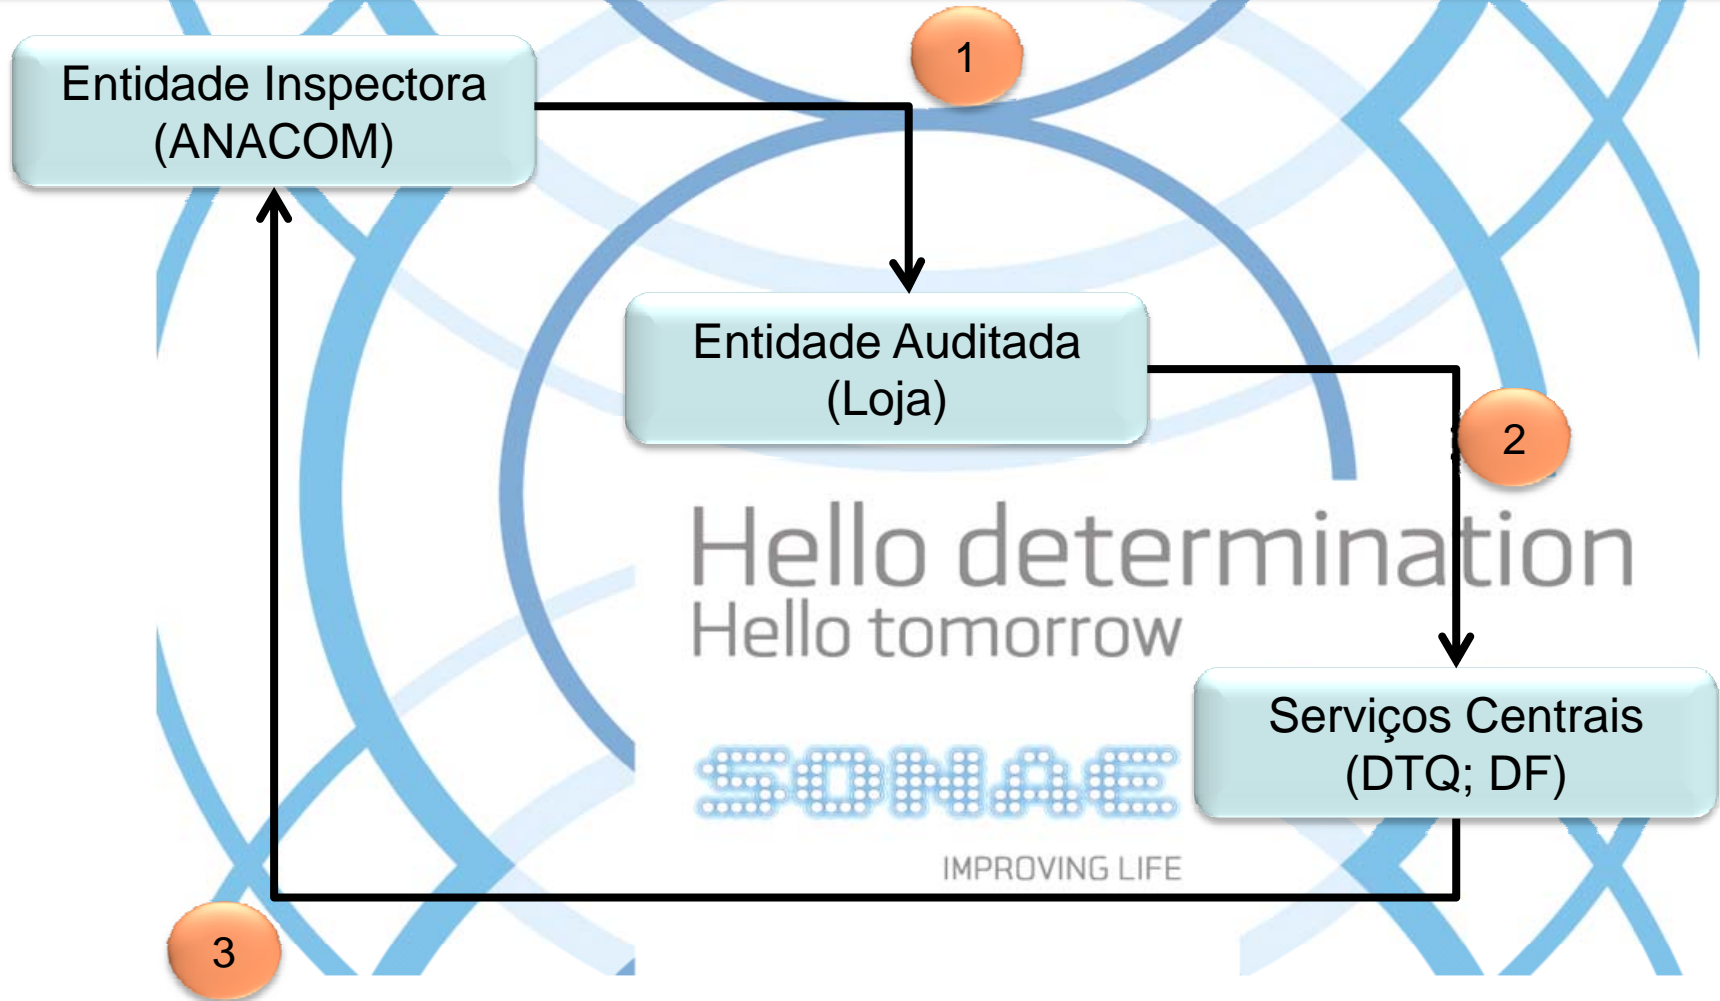 1
Entidade Inspectora
(ANACOM)
Entidade Auditada
(Loja)
2
Hello determination
Hello tomorrow
Serviços Centrais
(DTQ; DF)
SONAE
IMPROVING LIFE
3